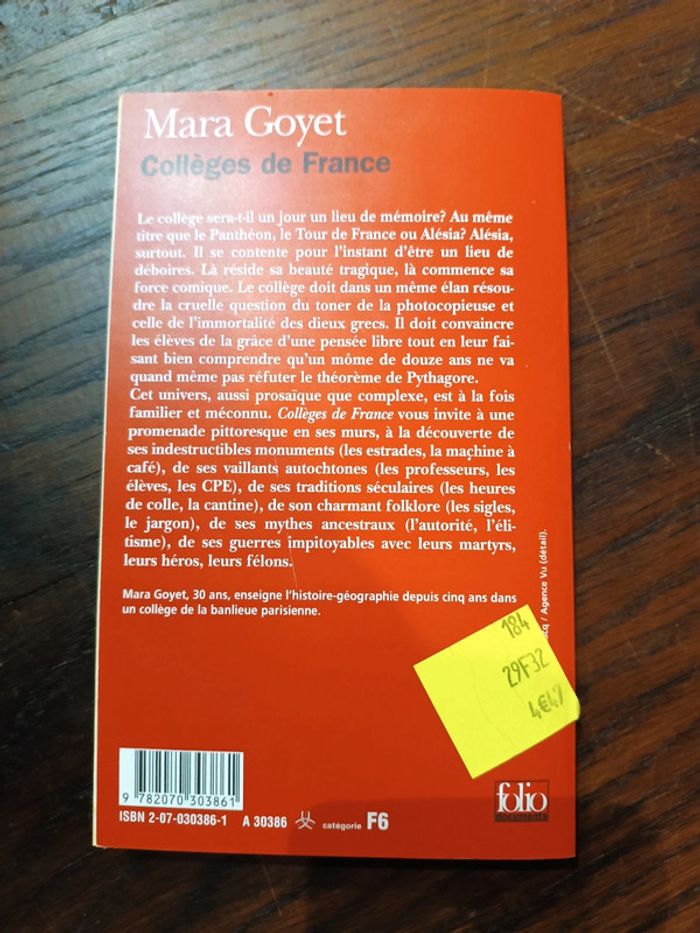 Mara Goyet
Collèges de France
Le collège sera-t-il un jour un lieu de mémoire? Au même
titre que le Panthéon, le Tour de France ou Alésia? Alésia,
surtout. Il se contente pour l'instant d'être un lieu de
déboires. Là réside sa beauté tragique, là commence sa
force comique. Le collège doit dans un même élan résou-
dre la cruelle question du toner de la photocopieuse et
celle de l'immortalité des dieux grecs. Il doit convaincre
les élèves de la grâce d'une pensée libre tout en leur fai-
sant bien comprendre qu'un môme de douze ans ne va
quand même pas réfuter le théorème de Pythagore.
Cet univers, aussi prosaïque que complexe, est à la fois
familier et méconnu. Collèges de France vous invite à une
promenade pittoresque en ses murs, à la découverte de
ses indestructibles monuments (les estrades, la machine à
café), de ses vaillants autochtones (les professeurs, les
élèves, les CPE), de ses traditions séculaires (les heures
de colle, la cantine), de son charmant folklore (les sigles,
le jargon), de ses mythes ancestraux (l'autorité, l'éli-
tisme), de ses guerres impitoyables avec leurs martyrs,
leurs héros, leurs félons.
Mara Goyet, 30 ans, enseigne l'histoire-géographie depuis cinq ans dans
un collège de la banlieue parisienne.
/ Agence Vu (détail).
184
29F32
4€47
9 782070 303861
ISBN 2-07-030386-1 A 30386 catégorie F6
folio
documents